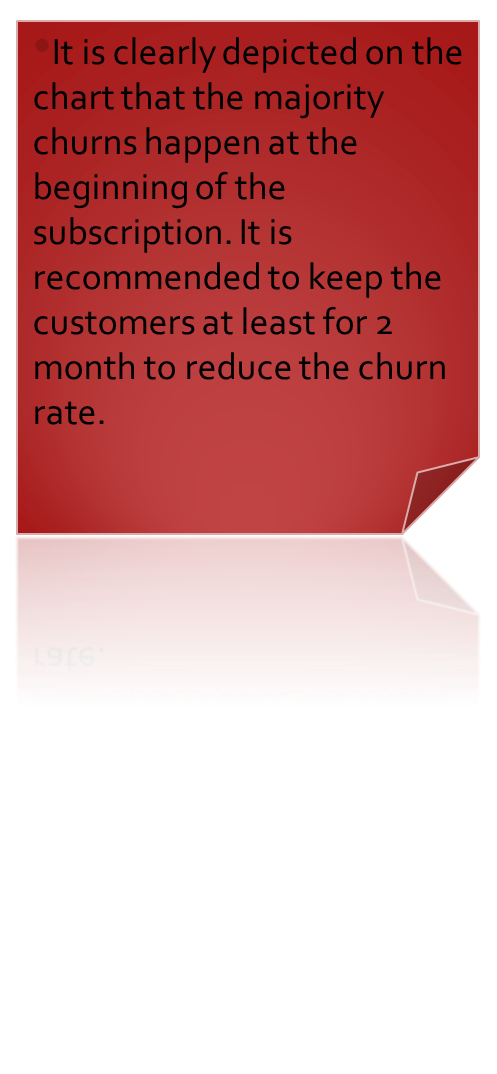 •It is clearly depicted on the
chart that the majority
churns happen at the
beginning of the
subscription. It is
recommended to keep the
customers at least for 2
month to reduce the churn
rate.